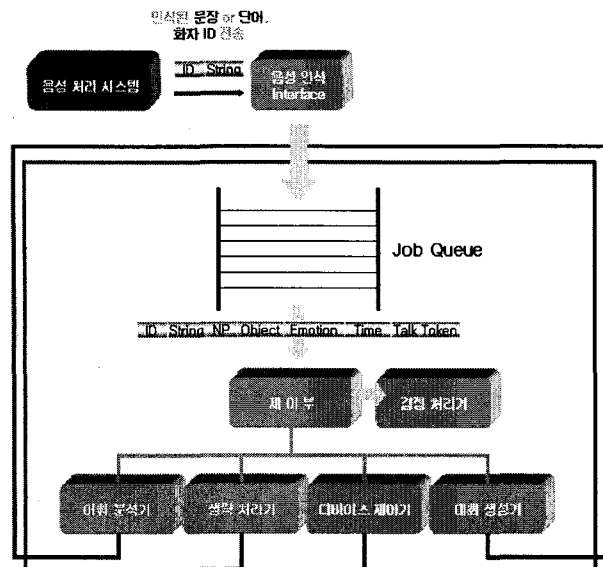 인식된 문장 or 단어,
화자 ID 전송
ID String
음성 처리 시스템
음성 인식
Interface
Job Queue
ID String NP Object Emotion Time Talk Token
제 어 부
감정 처리기
어휘 분석기
생략 처리기
디바이스 제어기
대화 생성기